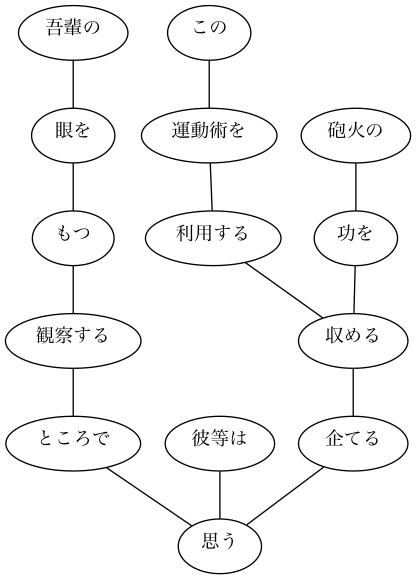 吾輩の
この
眼を
運動術を
砲火の
もつ
利用する
功を
観察する
収める
ところで
彼等は
企てる
思う